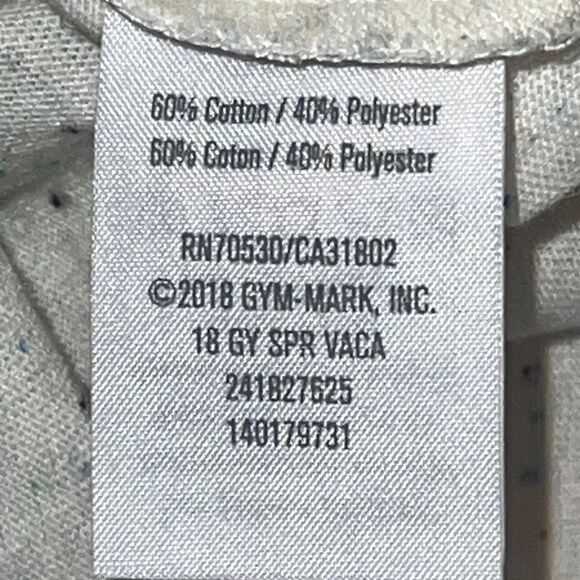 60% Cotton / 40% Polyester
60% Coton / 40% Polyester
RN70530/CA31802
©2018 GYM-MARK, INC.
18 GY SPR VACA
241827625
140179731